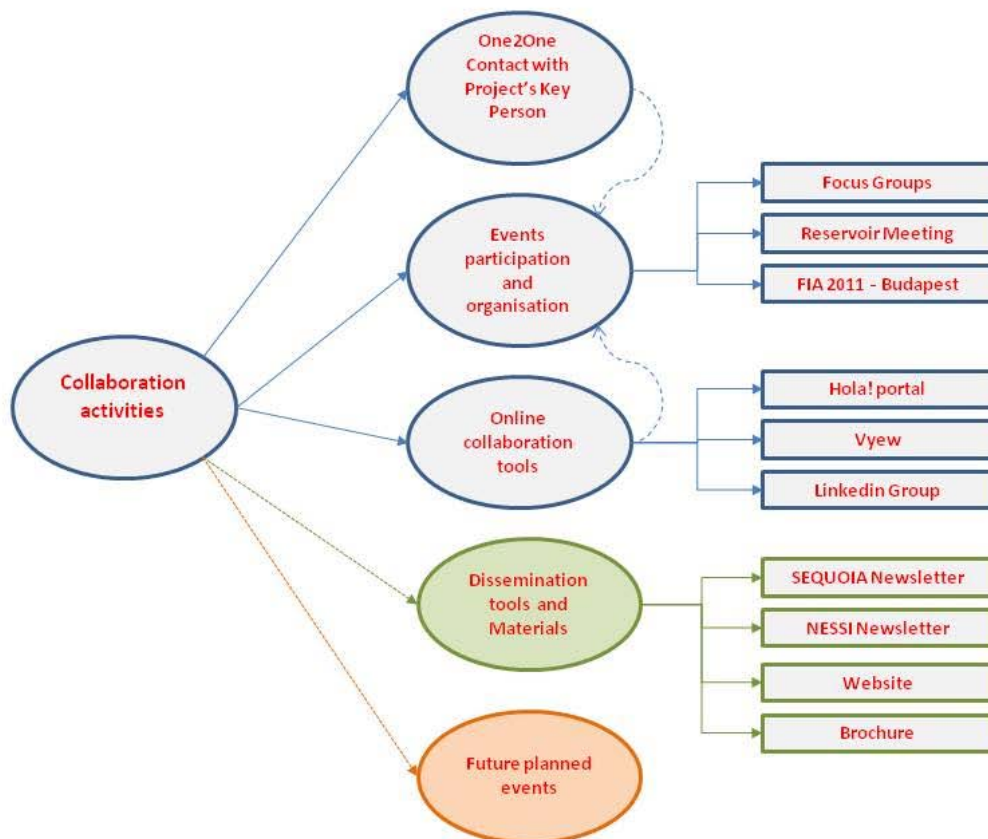 One2One
Contact with
Project's Key
Person
Focus Groups
Events
participation
and
organisation
Reservoir Meeting
FIA 2011 - Budapest
Collaboration
activities
Online
collaboration
tools
Hola! portal
Vyew
Linkedin Group
Dissemination
tools and
Materials
SEQUOIA Newsletter
NESSI Newsletter
Website
Brochure
Future planned
events